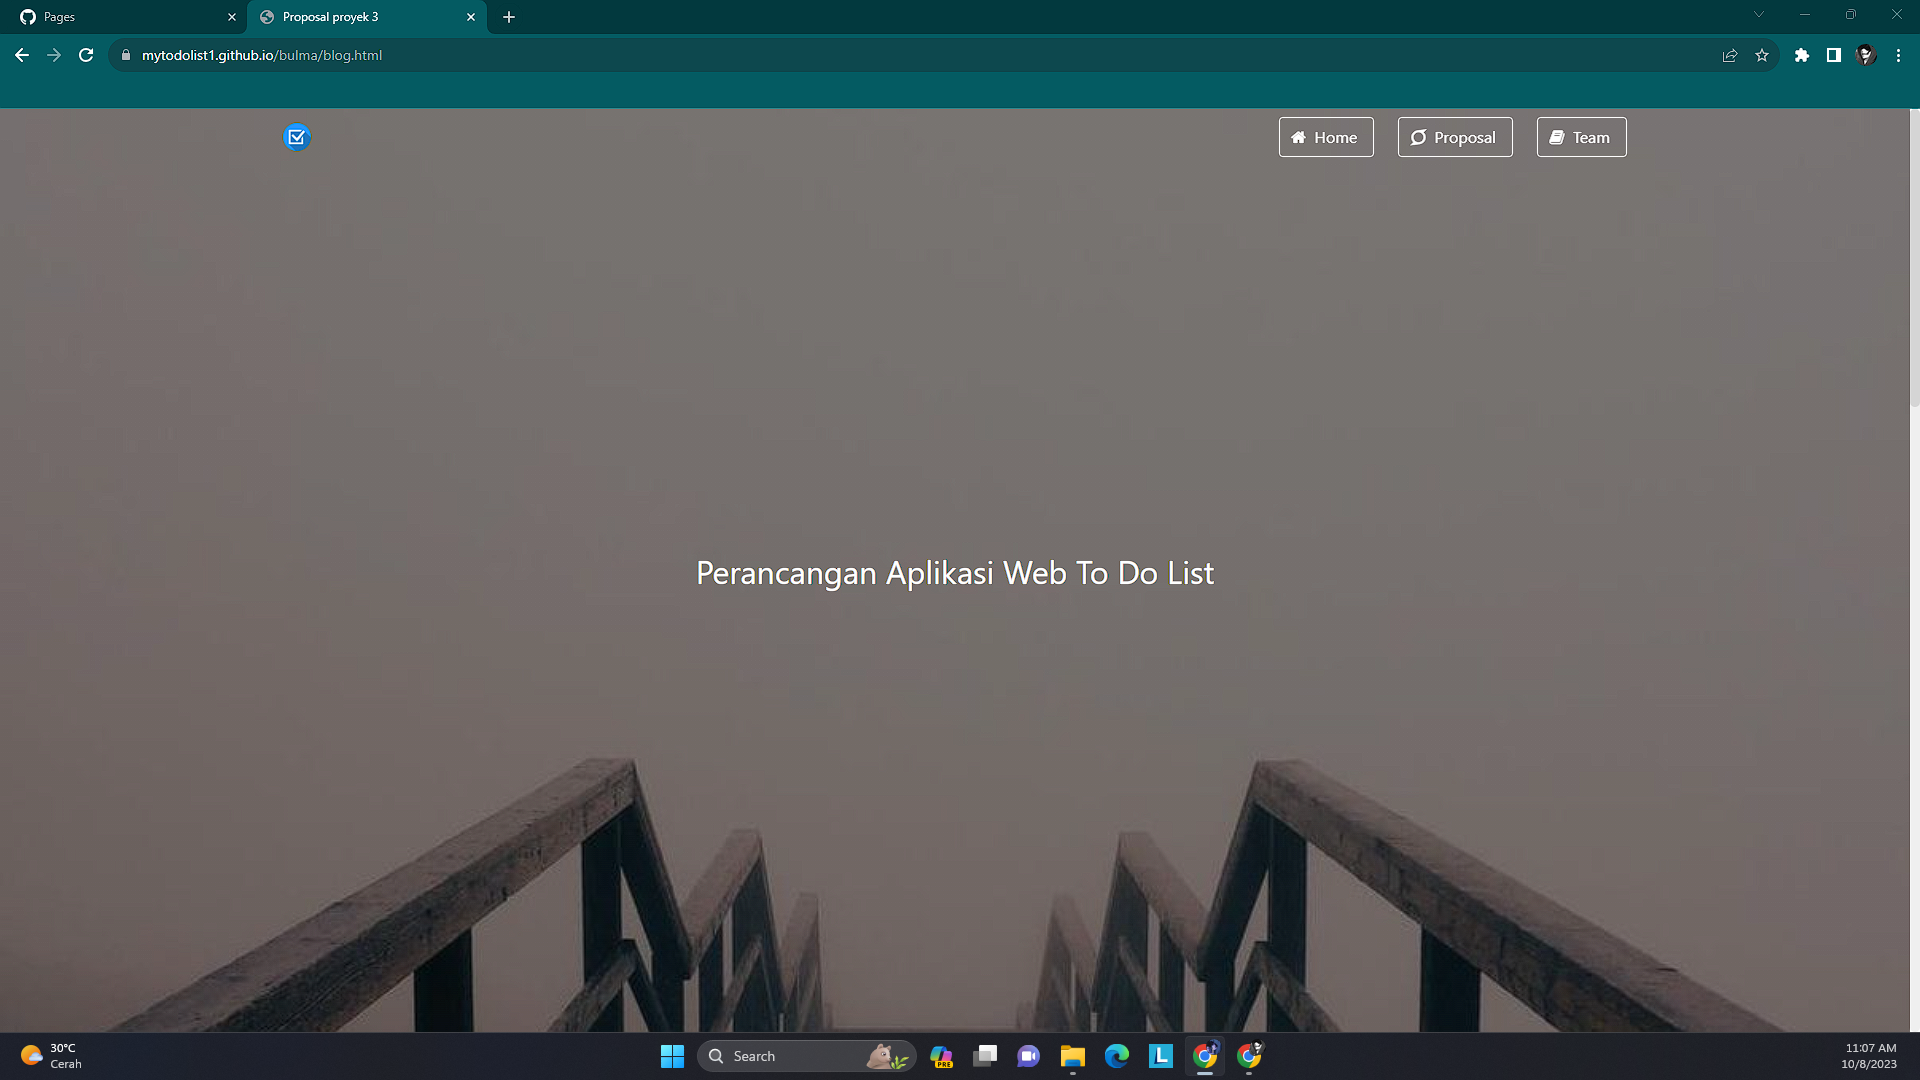 Pages
Proposal proyek 3
mytodolist1.github.io/bulma/blog.html
Home
Proposal
Team
Perancangan Aplikasi Web To Do List
30°C
Cerah
Search
PRE
L
11:07 AM
10/8/2023